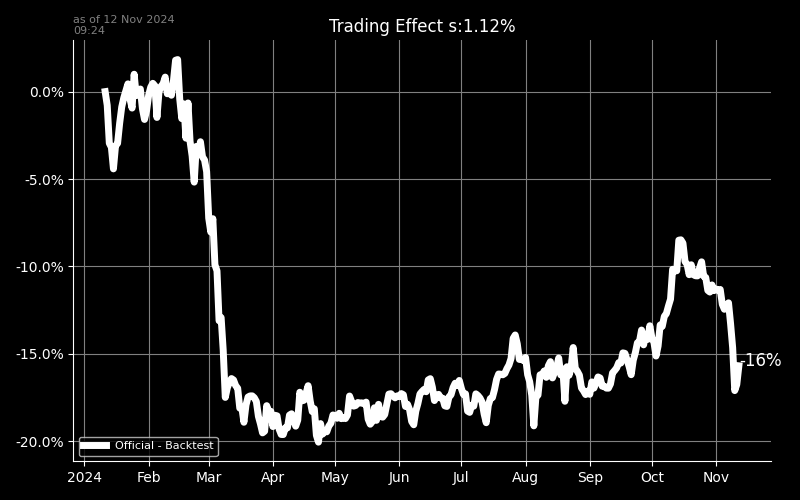 as of 12 Nov 2024
09:24
Trading Effect s:1.12%
0.0%
-5.0%
-10.0%
-15.0%
-20.0%
-16%
Official - Backtest
2024 Feb Mar Apr May Jun Jul Aug Sep Oct Nov